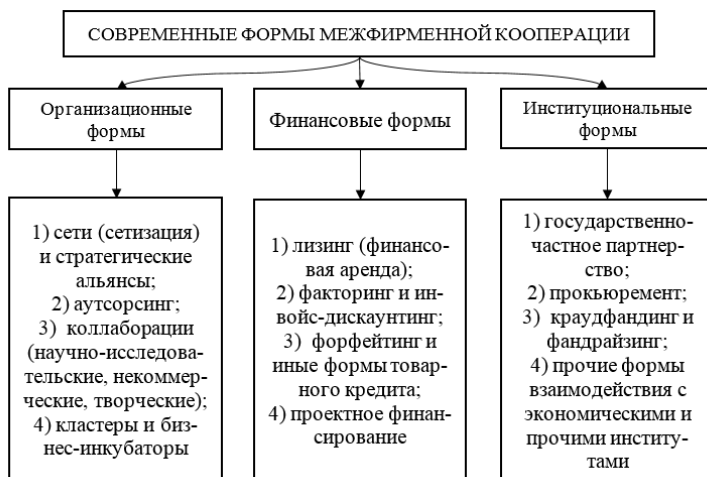 СОВРЕМЕННЫЕ ФОРМЫ МЕЖФИРМЕННОЙ КООПЕРАЦИИ
Организационные
формы
Финансовые формы
Институциональные
формы
1) сети (сетизация)
и стратегические
альянсы;
2) аутсорсинг;
3) коллаборации
(научно-исследова-
тельские, некоммер-
ческие, творческие);
4) кластеры и биз-
нес-инкубаторы
1) лизинг (финансо-
вая аренда);
2) факторинг и ин-
войс-дискаунтинг;
3) форфейтинг и
иные формы товар-
ного кредита;
4) проектное финан-
сирование
1) государственно-
частное партнер-
ство;
2) прокьюремент;
3) краудфандинг и
фандрайзинг;
4) прочие формы
взаимодействия с
экономическими и
прочими институ-
тами